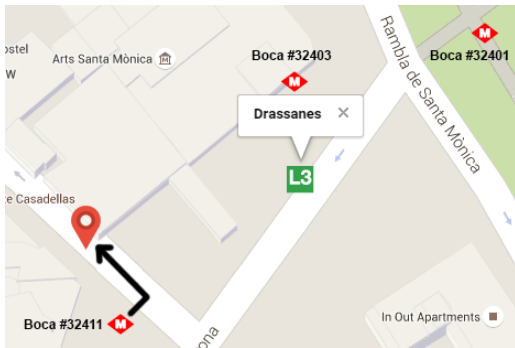 ostel
W
Arts Santa Mònica
Boca #32403
M
Rambla de Santa Mònica
M
Boca #32401
Drassanes ×
L3
te Casadellas
Boca #32411 M
ona
In Out Apartments